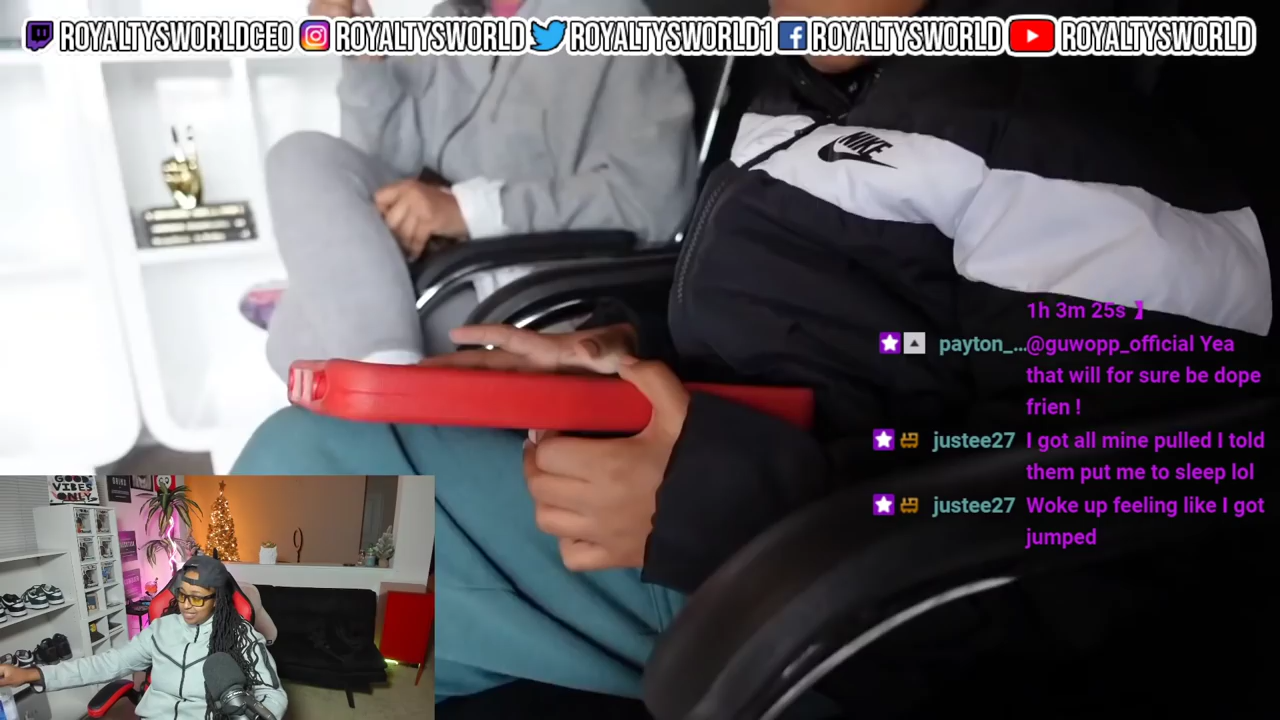 ROYALTYSWORLDCEO ROYALTYSWORLD ROYALTYSWORLD1 ROYALTYSWORLD ROYALTYSWORLD
NIKE
1h 3m 25s 】
payton_... @guwopp_official Yea
that will for sure be dope
frien !
justee27 I got all mine pulled I told
them put me to sleep lol
justee27 Woke up feeling like I got
jumped
GOOD
VIBES
ONLY